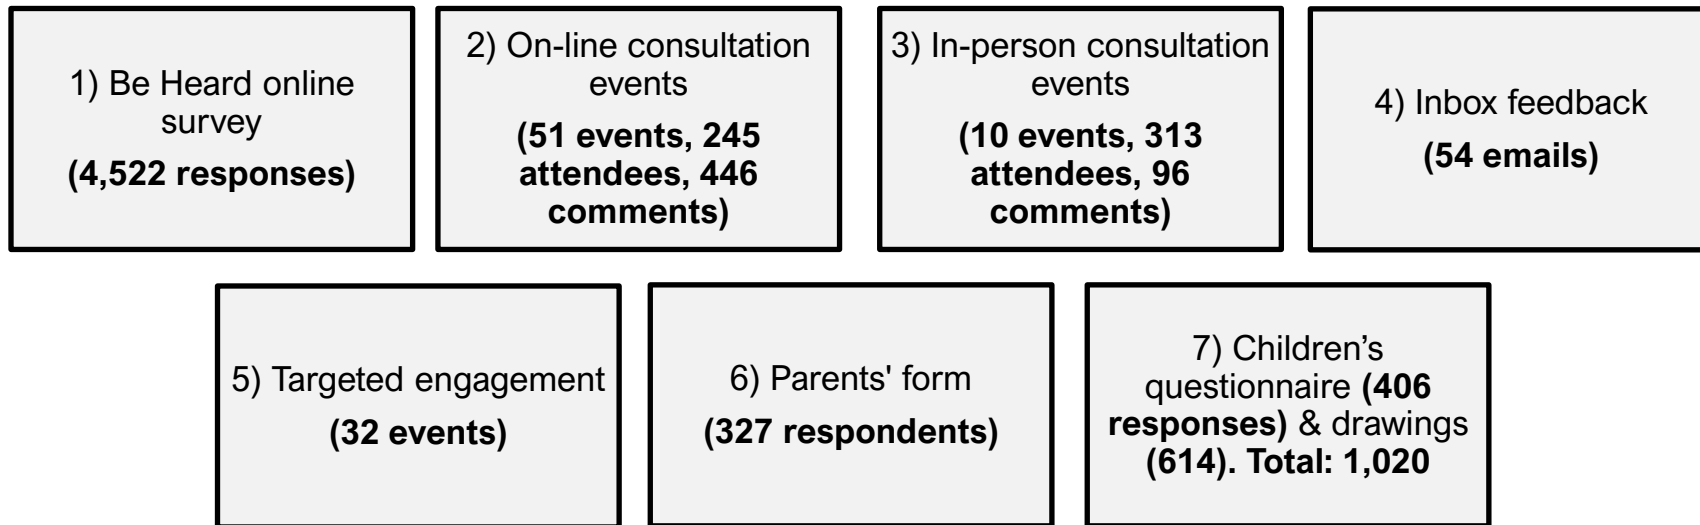 1) Be Heard online
survey
(4,522 responses)
2) On-line consultation
events
(51 events, 245
attendees, 446
comments)
3) In-person consultation
events
(10 events, 313
attendees, 96
comments)
4) Inbox feedback
(54 emails)
5) Targeted engagement
(32 events)
6) Parents' form
(327 respondents)
7) Children’s
questionnaire (406
responses) & drawings
(614). Total: 1,020